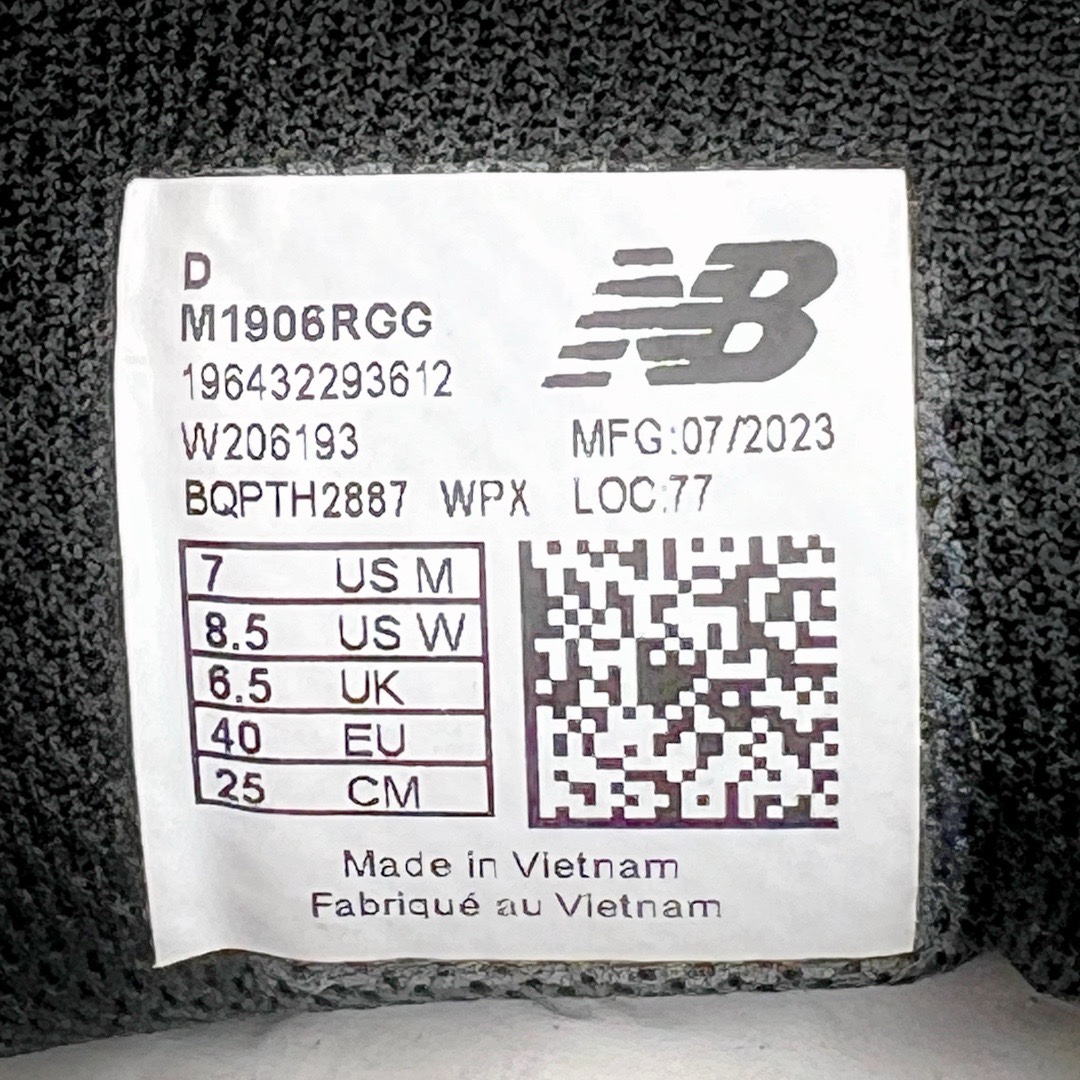 D
M1906RGG
196432293612
W206193
BQPTH2887 WPX
NB
MFG:07/2023
LOC:77
7 US M
8.5 US W
6.5 UK
40 EU
25 CM
Made in Vietnam
Fabriqué au Vietnam